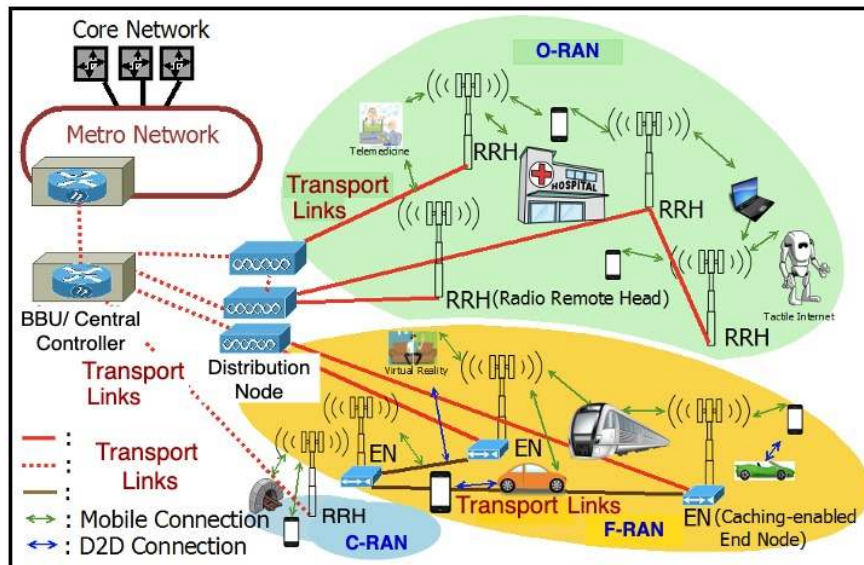 Core Network
Metro Network
O-RAN
Telemedicine
RRH
Transport
Links
HOSPITAL
RRH
RRH (Radio Remote Head)
Tactile Internet
RRH
BBU/ Central
Controller
Distribution
Node
Transport
Links
Virtual Reality
EN
EN
Transport Links
EN (Caching-enabled
End Node)
F-RAN
RRH
C-RAN
:
: Transport
Links
:
: Mobile Connection
: D2D Connection